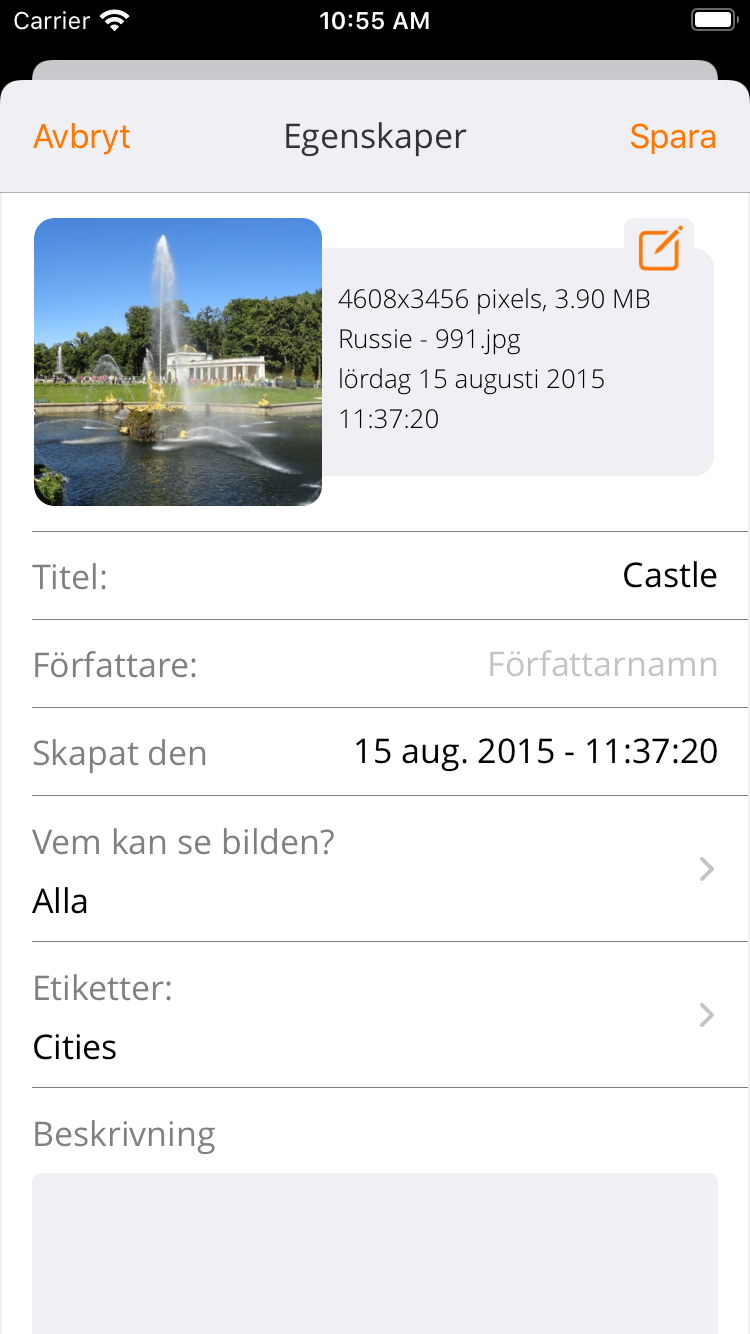 Carrier 10:55 AM
Avbryt Egenskaper Spara
4608x3456 pixels, 3.90 MB
Russie - 991.jpg
lördag 15 augusti 2015
11:37:20
Titel: Castle
Författare: Författarnamn
Skapat den 15 aug. 2015 - 11:37:20
Vem kan se bilden?
Alla
Etiketter:
Cities
Beskrivning